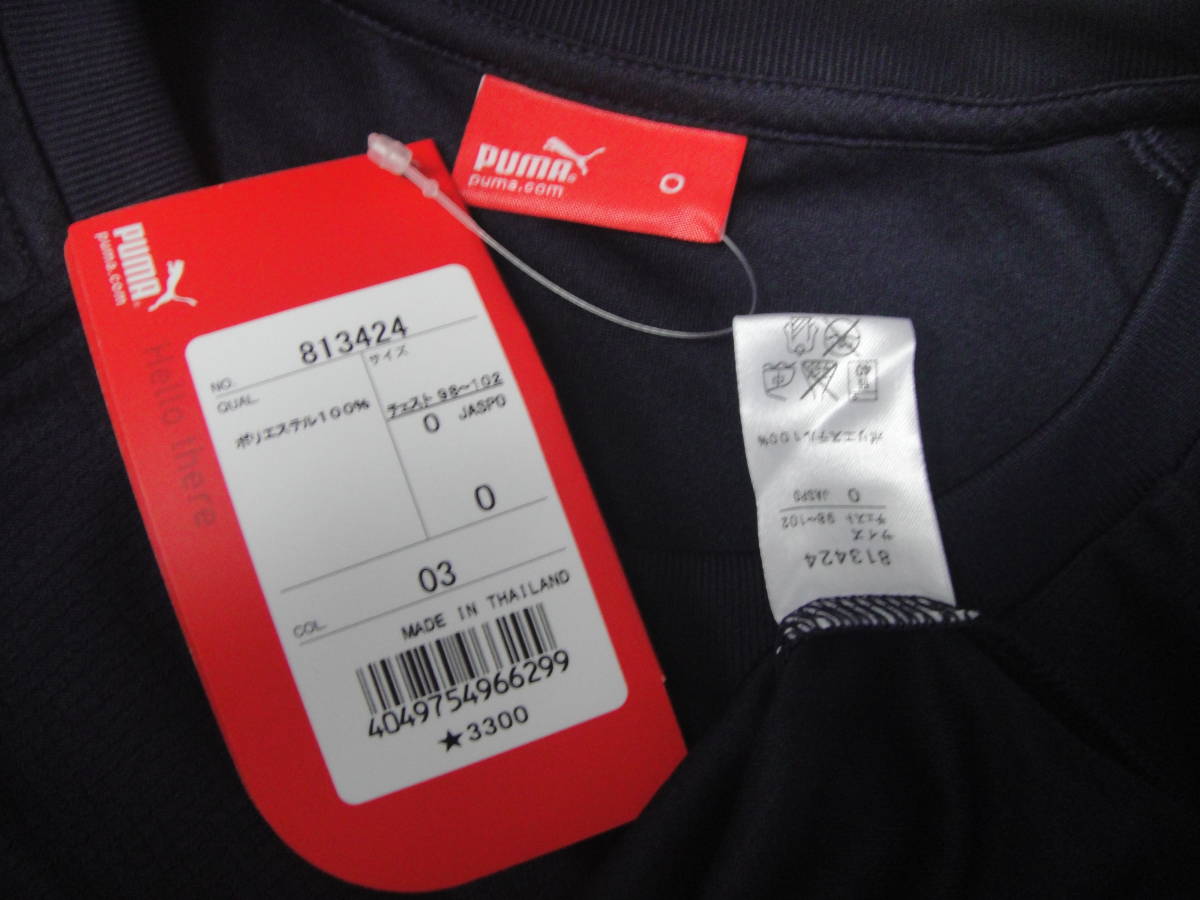 PUMA
puma.com
O
PUMA
puma.com
Hello there
NO. 813424
QUAL.
サイズ
ポリエステル100%
チェスト 98〜102
O JASPO
O
03
COL.
MADE IN THAILAND
4049754966299
★3300
813424
サイズ
チェスト 98〜102
O JASPO
ポリエステル100%